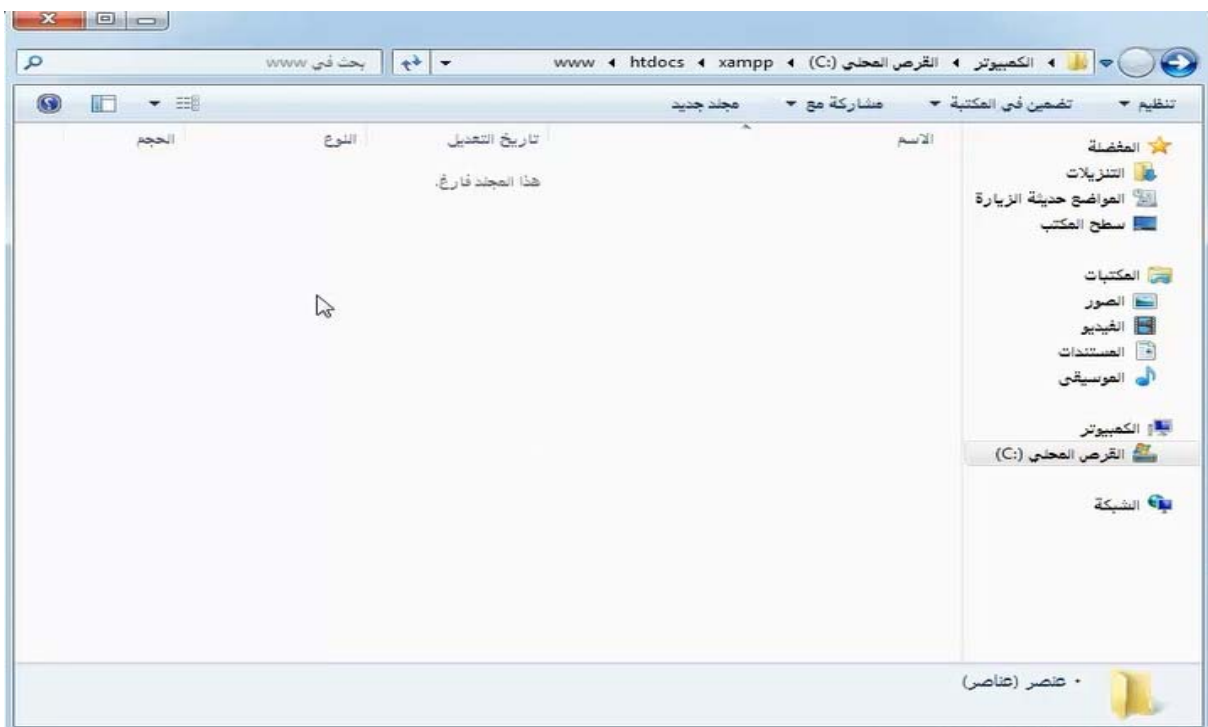 الكمبيوتر ◂ القرص المحلي (C:) ◂ xampp ◂ htdocs ◂ www
بحث في www
تنظيم
تضمين في المكتبة
مشاركة مع
مجلد جديد
المفضلة
التنزيلات
المواضع حديثة الزيارة
سطح المكتب
المكتبات
الصور
الفيديو
المستندات
الموسيقى
الكمبيوتر
القرص المحلي (C:)
الشبكة
الاسم
تاريخ التعديل
النوع
الحجم
هذا المجلد فارغ.
٠ عنصر (عناصر)